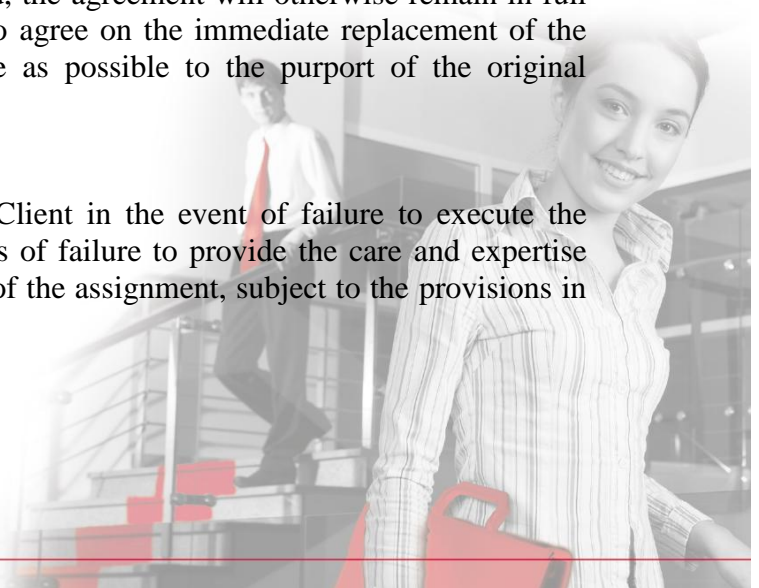 the agreement will otherwise remain in full
agree on the immediate replacement of the
as possible to the purport of the original
Client in the event of failure to execute the
of failure to provide the care and expertise
of the assignment, subject to the provisions in